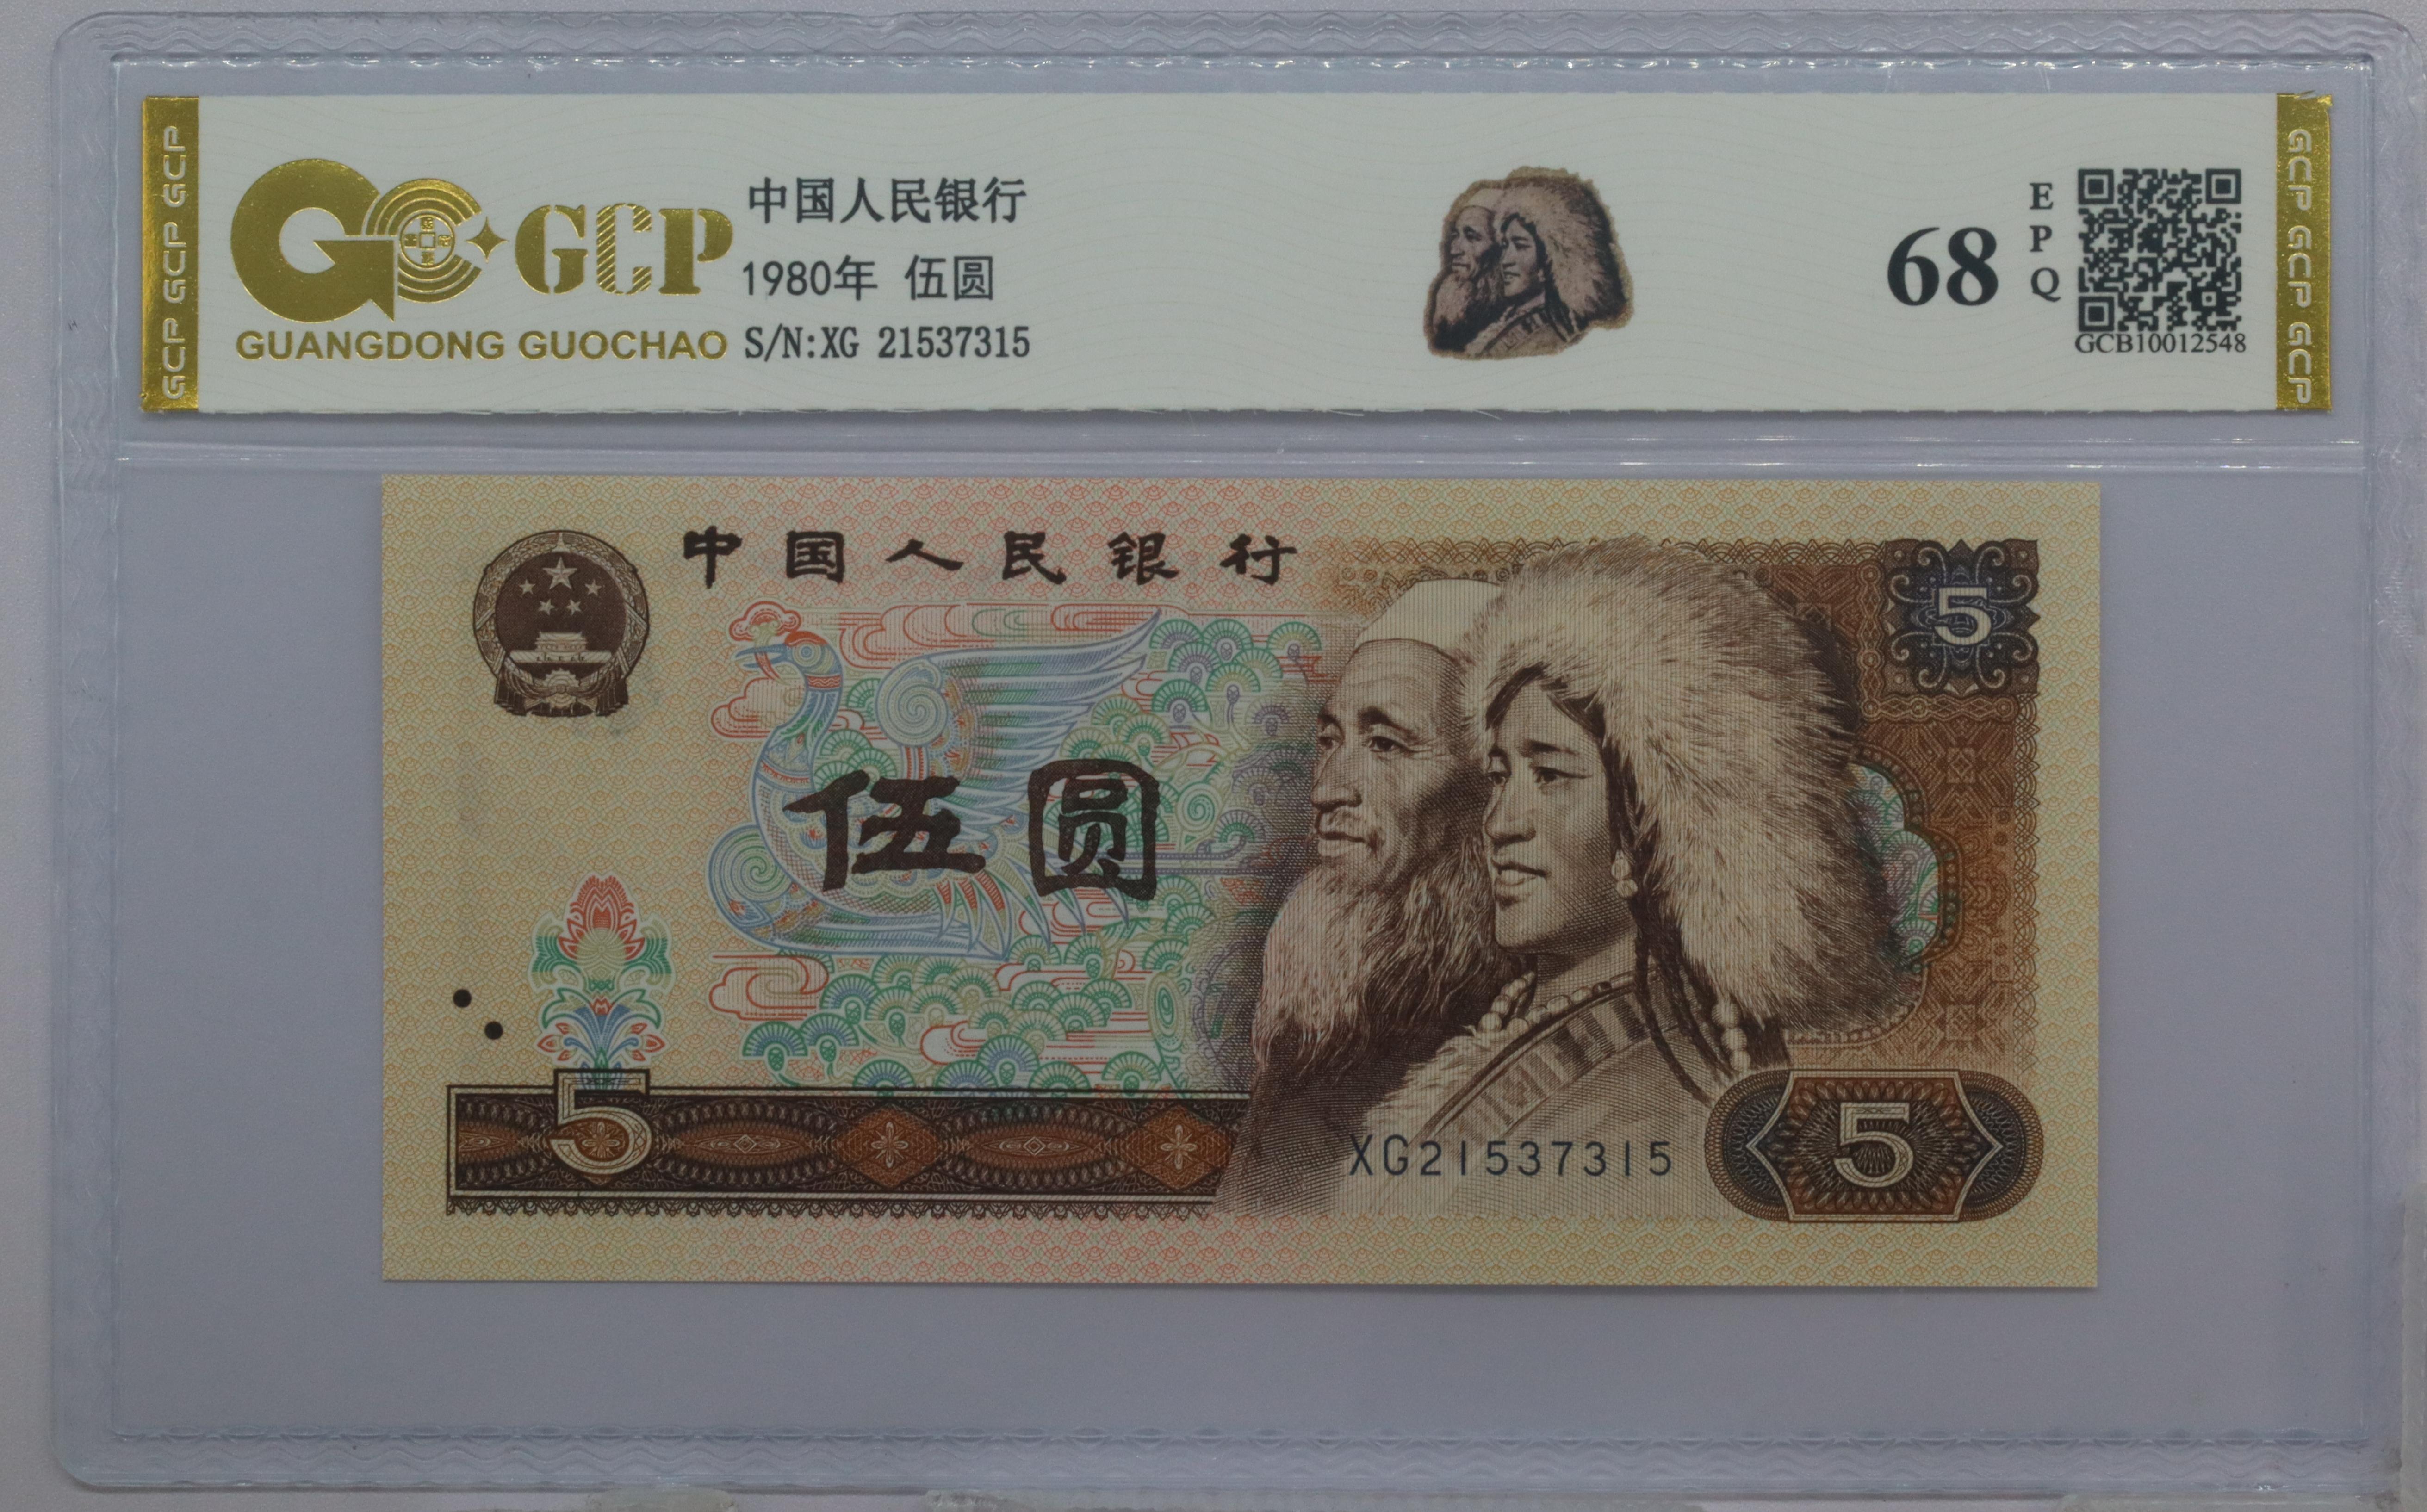 GCP GCP GCP
GCP
GUANGDONG GUOCHAO
中国人民银行
1980年 伍圆
S/N:XG 21537315
68
EPQ
GCB10012548
GCP GCP GCP
中国人民银行
5
伍圆
5
XG21537315
5